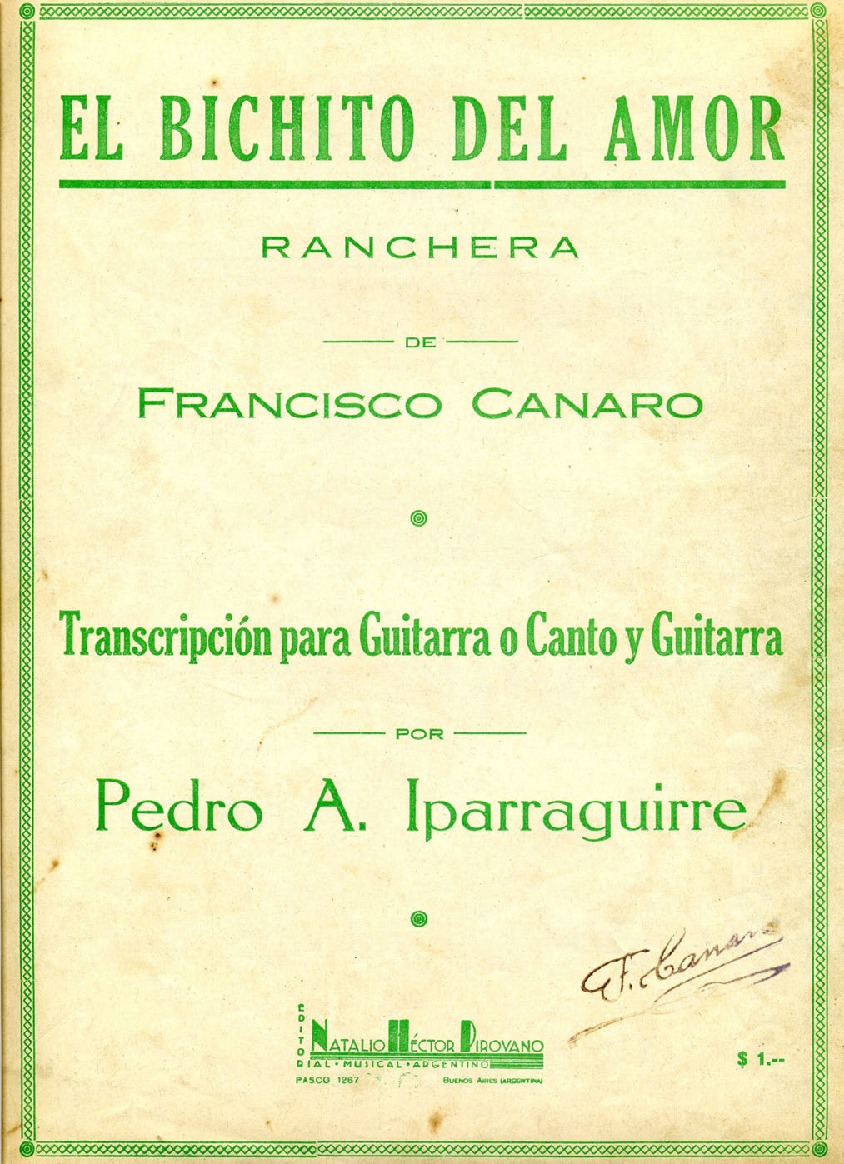 EL BICHITO DEL AMOR
RANCHERA
DE
FRANCISCO CANARO
Transcripción para Guitarra o Canto y Guitarra
POR
Pedro A. Iparraguirre
F. Canaro
EDITORIAL • MUSICAL • ARGENTINO
NATALIO HÉCTOR PIROVANO
PASCO 1267 BUENOS AIRES (ARGENTINA)
$ 1.--